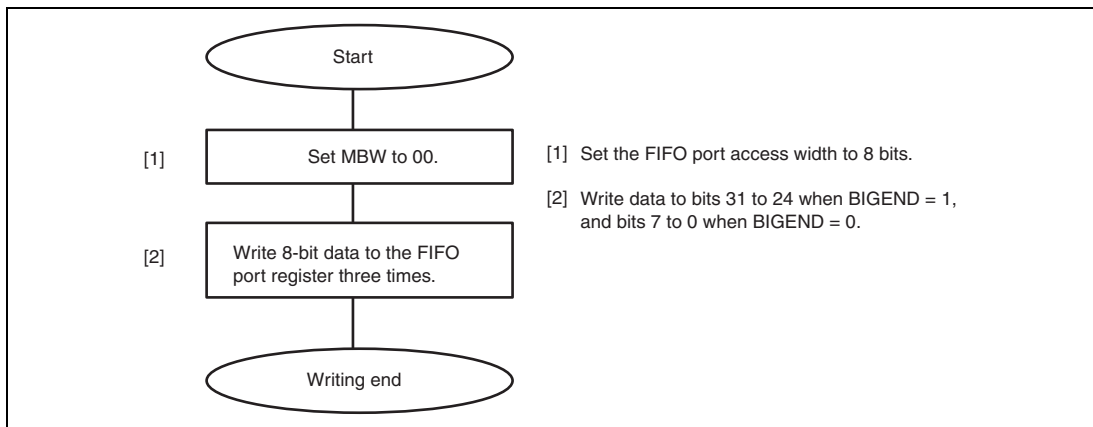 Start
[1]
Set MBW to 00.
[1] Set the FIFO port access width to 8 bits.
[2] Write data to bits 31 to 24 when BIGEND = 1,
and bits 7 to 0 when BIGEND = 0.
[2]
Write 8-bit data to the FIFO
port register three times.
Writing end